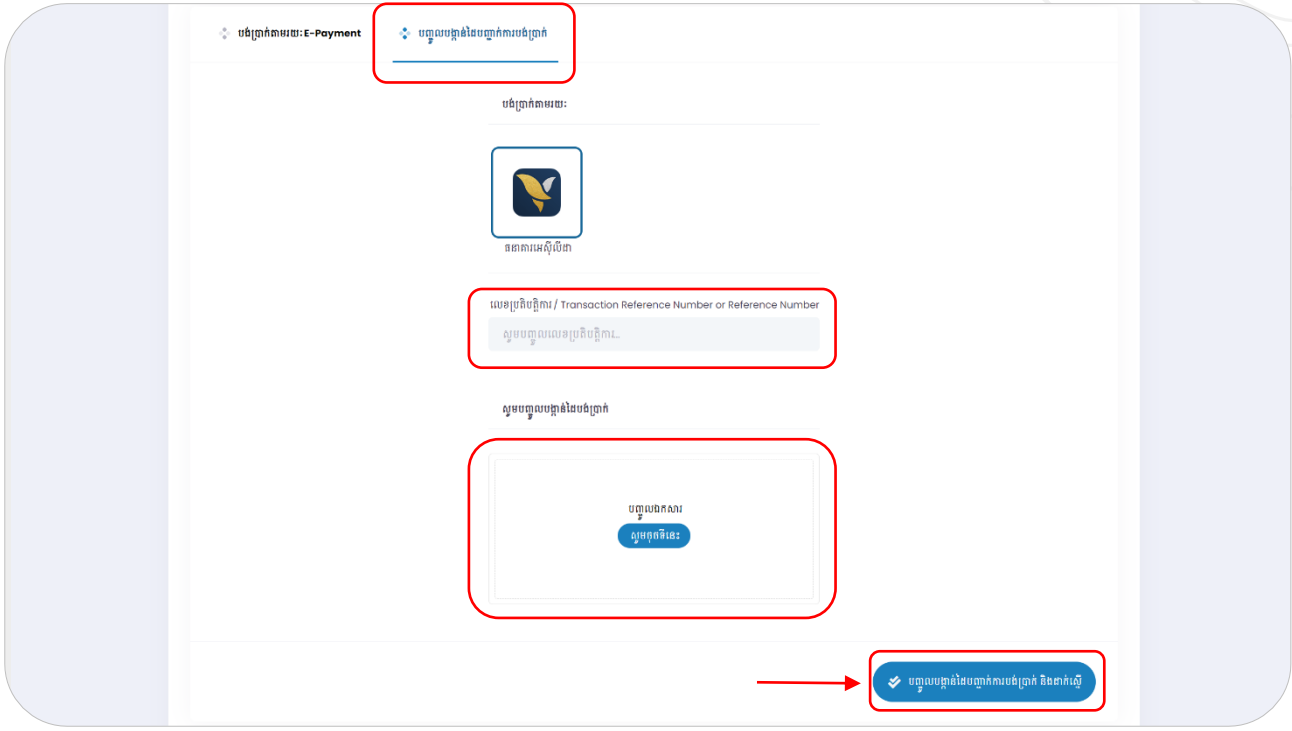 បង់ប្រាក់តាមរយៈ E-Payment
បញ្ចូលបង្កាន់ដៃបញ្ជាក់ការបង់ប្រាក់
បង់ប្រាក់តាមរយៈ
ធនាគារអេស៊ីលីដា
លេខប្រតិបត្តិការ / Transaction Reference Number or Reference Number
សូមបញ្ចូលលេខប្រតិបត្តិការ...
សូមបញ្ចូលបង្កាន់ដៃបង់ប្រាក់
បញ្ចូលឯកសារ
សូមចុចទីនេះ
បញ្ចូលបង្កាន់ដៃបញ្ជាក់ការបង់ប្រាក់ និងដាក់ស្នើ